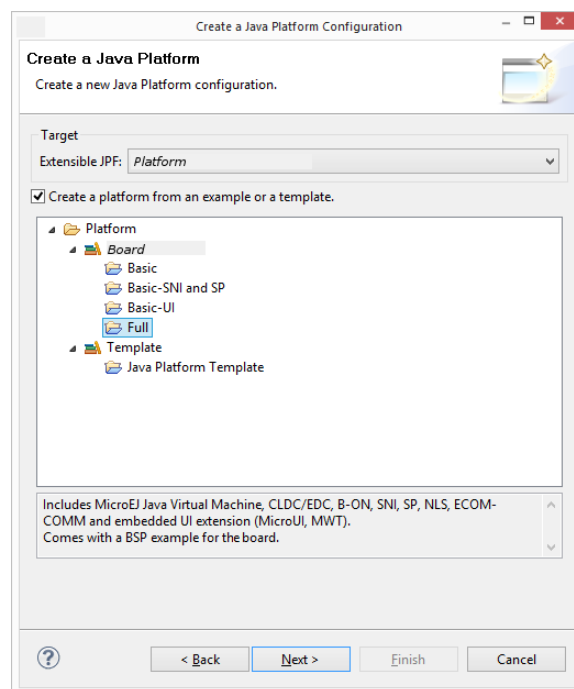 Create a Java Platform Configuration
Create a Java Platform
Create a new Java Platform configuration.
Target
Extensible JPF: Platform
Create a platform from an example or a template.
Platform
Board
Basic
Basic-SNI and SP
Basic-UI
Full
Template
Java Platform Template
Includes MicroEJ Java Virtual Machine, CLDC/EDC, B-ON, SNI, SP, NLS, ECOM-
COMM and embedded UI extension (MicroUI, MWT).
Comes with a BSP example for the board.
? < Back Next > Finish Cancel